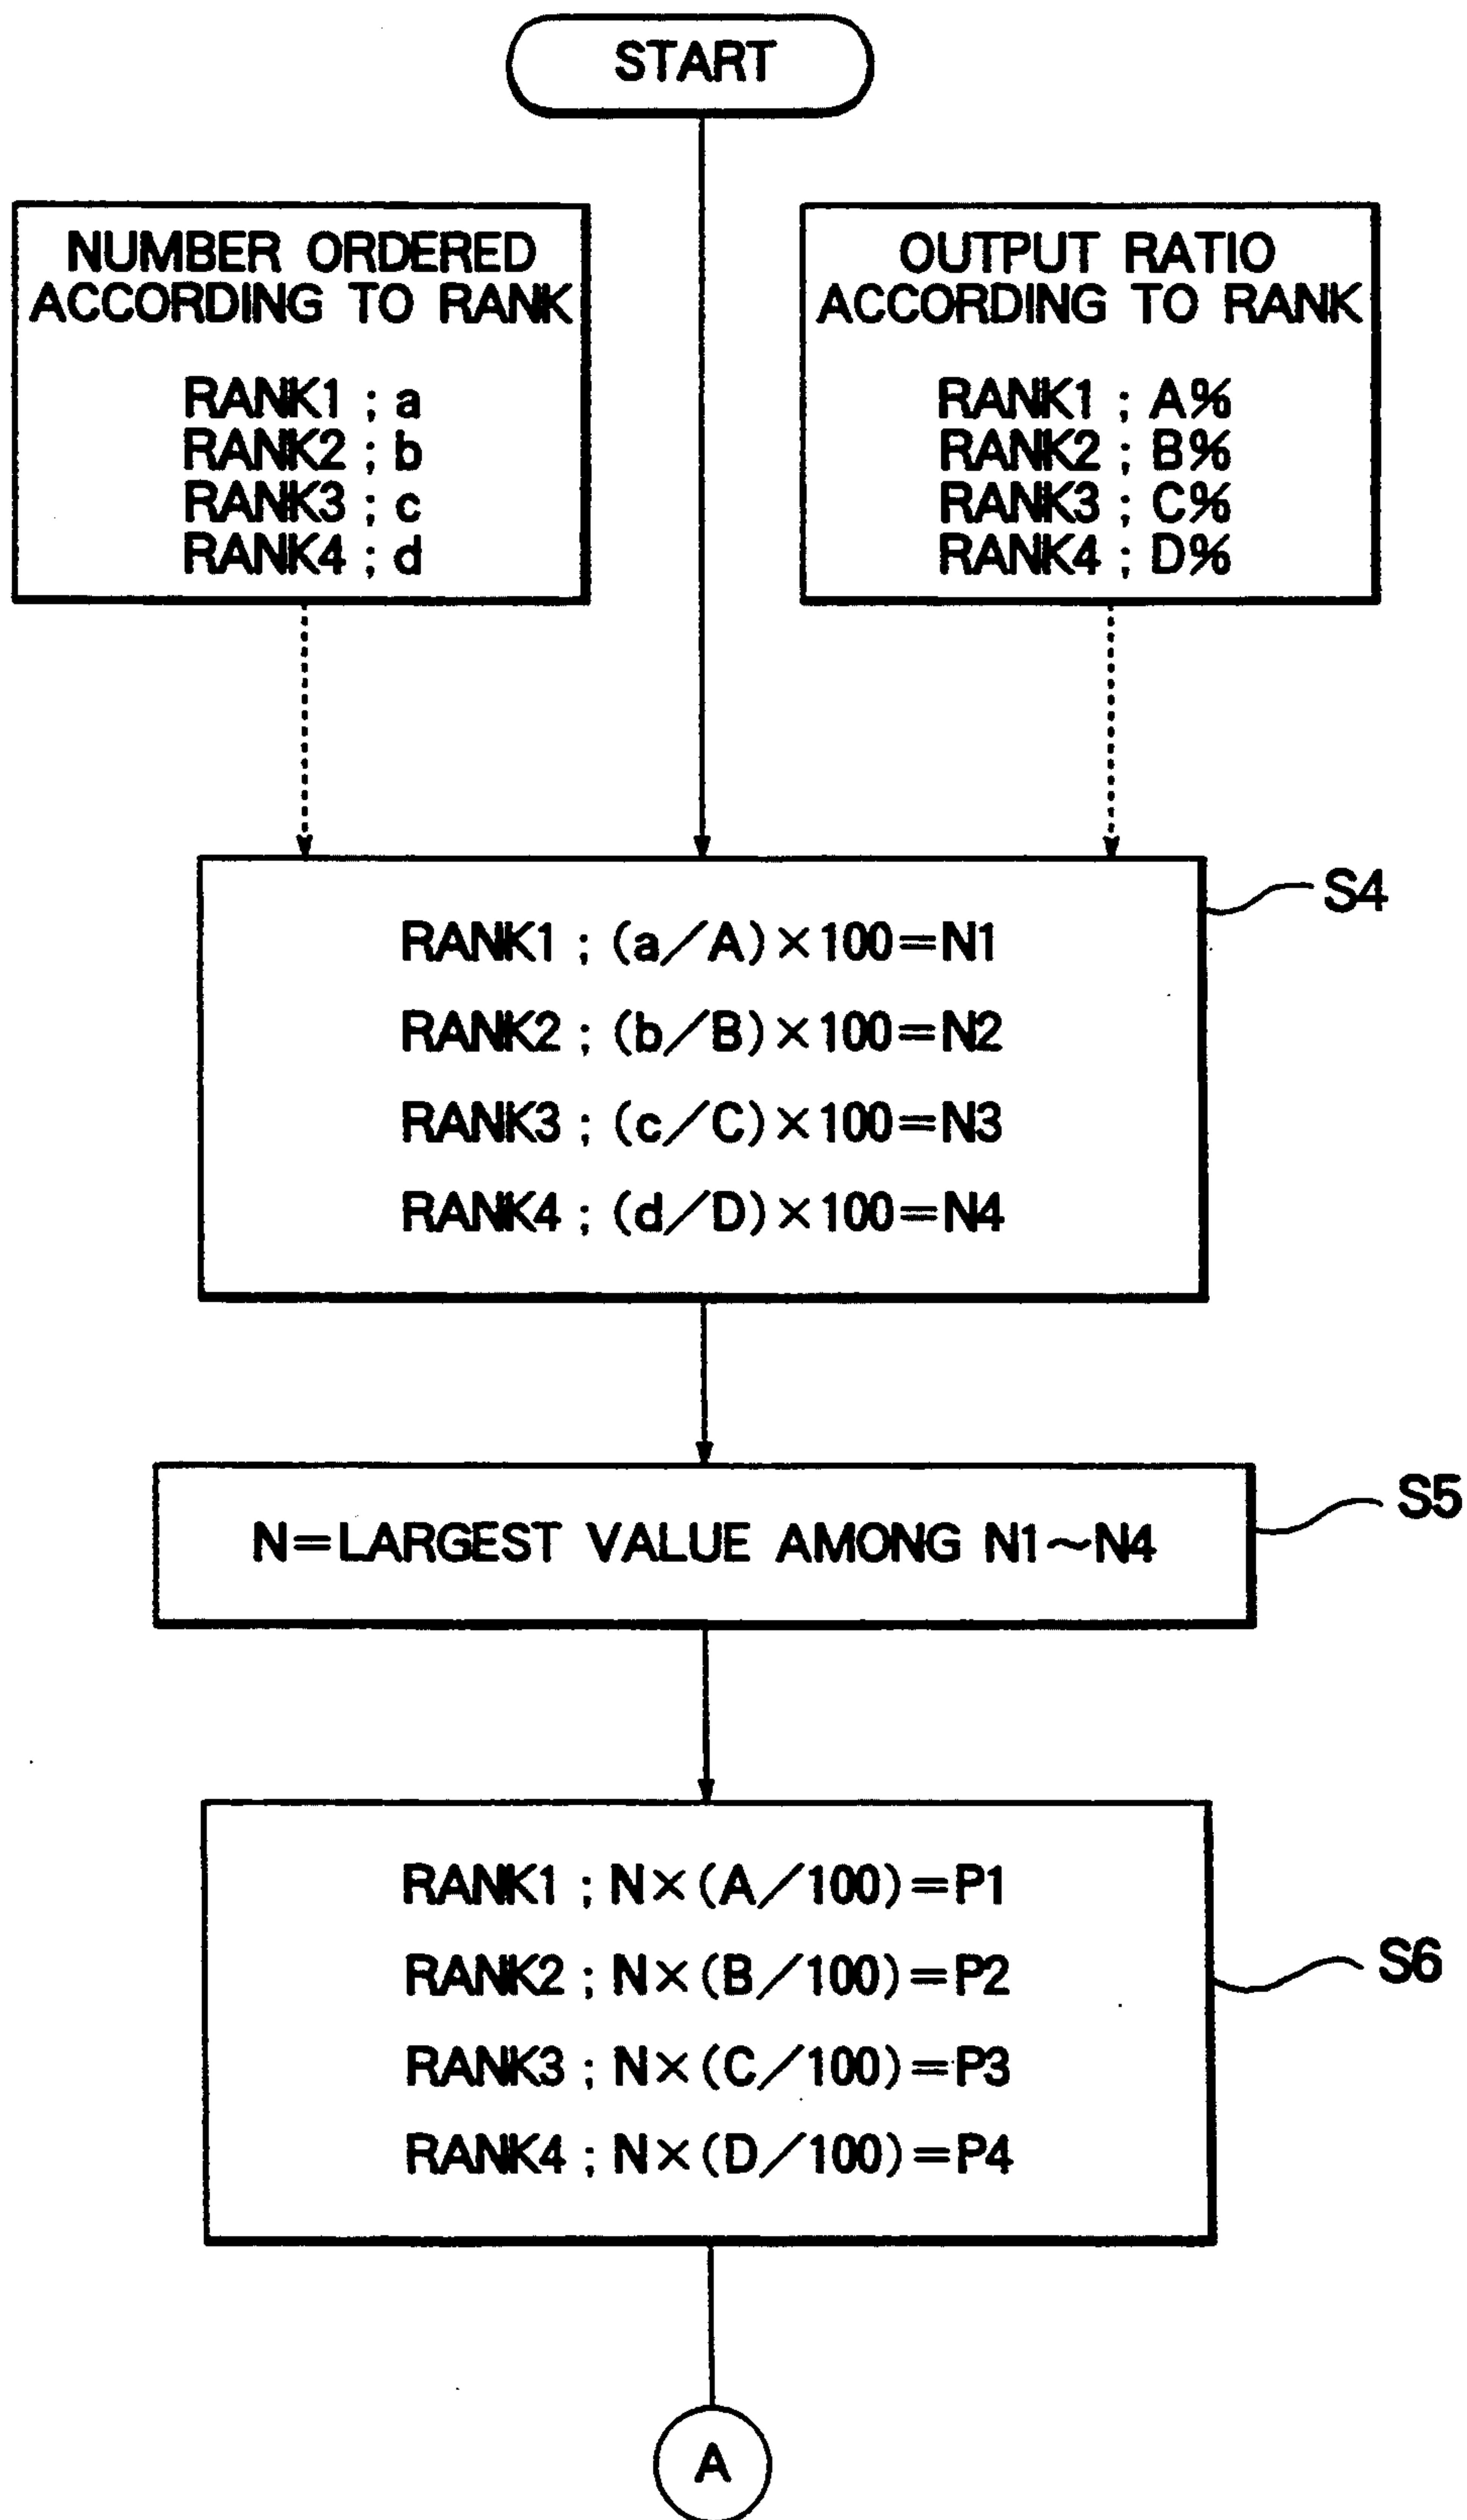 START
NUMBER ORDERED
ACCORDING TO RANK
RANK1 ; a
RANK2 ; b
RANK3 ; c
RANK4 ; d
OUTPUT RATIO
ACCORDING TO RANK
RANK1 ; A%
RANK2 ; B%
RANK3 ; C%
RANK4 ; D%
S4
RANK1 ; (a/A)×100=N1
RANK2 ; (b/B)×100=N2
RANK3 ; (c/C)×100=N3
RANK4 ; (d/D)×100=N4
S5
N=LARGEST VALUE AMONG N1~N4
RANK1 ; N×(A/100)=P1
RANK2 ; N×(B/100)=P2
S6
RANK3 ; N×(C/100)=P3
RANK4 ; N×(D/100)=P4
A